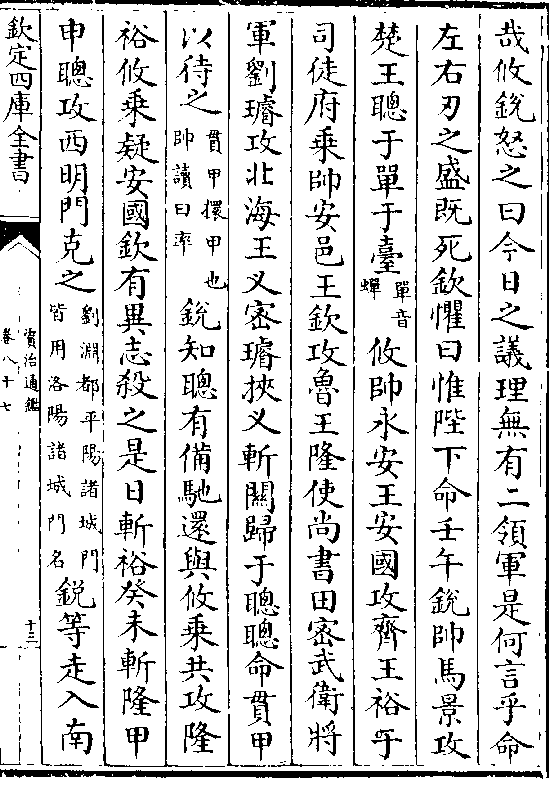 哉攸銳怒之曰今日之議理無有二領軍是何言乎命
左右刃之盛既死欽懼曰惟陛下命壬午銳帥馬景攻
楚王聰于單于臺單音蟬攸帥永安王安國攻齊王裕于
司徒府乘帥安邑王欽攻魯王隆使尚書田密武衛將
軍劉璿攻北海王乂密璿挾乂斬關歸于聰聰命貫甲
以待之貫甲擐甲也帥讀曰率銳知聰有備馳還與攸乘共攻隆
裕攸乘疑安國欽有異志殺之是日斬裕癸未斬隆甲
申聰攻西明門克之劉淵都平陽諸城門皆用洛陽諸城門名銳等走入南
欽定四庫全書
資治通鑑
卷八十七
十三